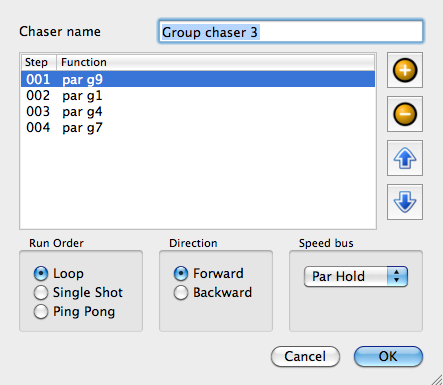 Chaser name Group chaser 3
Step Function
001 par g9
002 par g1
003 par g4
004 par g7
Run Order Direction Speed bus
Loop Forward Par Hold
Single Shot Backward
Ping Pong
Cancel OK